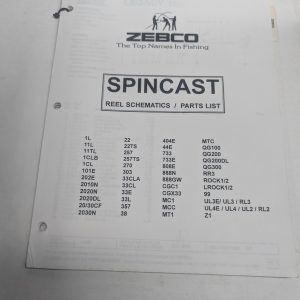 ZEBCO
The Top Names In Fishing
SPINCAST
REEL SCHEMATICS / PARTS LIST
1L 22 404E MTC
11L 22TS 44E QG100
11TL 257 733 QG200
1CLB 257TS 733E QG200DL
1CL 270 808E QG300
101E 303 888N RR3
202E 33CLA 888GW ROCK1/2
2010N 33CL CGC1 LROCK1/2
2020N 33E CGX33 99
2020DL 33L MC1 UL3E/ UL3 / RL3
20/30CF 357 MCC UL4E / UL4 / UL2 / RL2
2030N 38 MT1 Z1